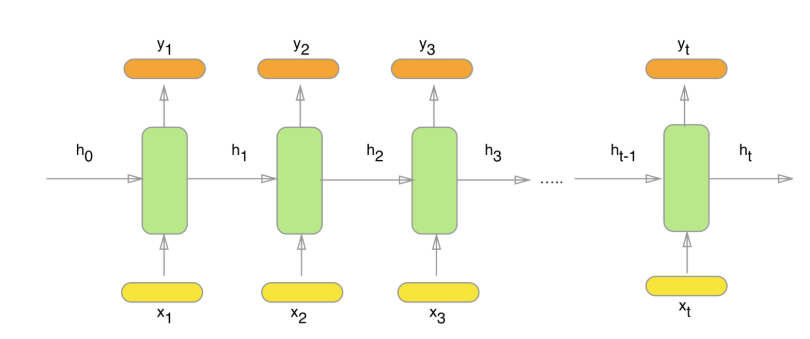 y1 y2 y3 yt
h0 h1 h2 h3 ..... ht-1 ht
x1 x2 x3 xt